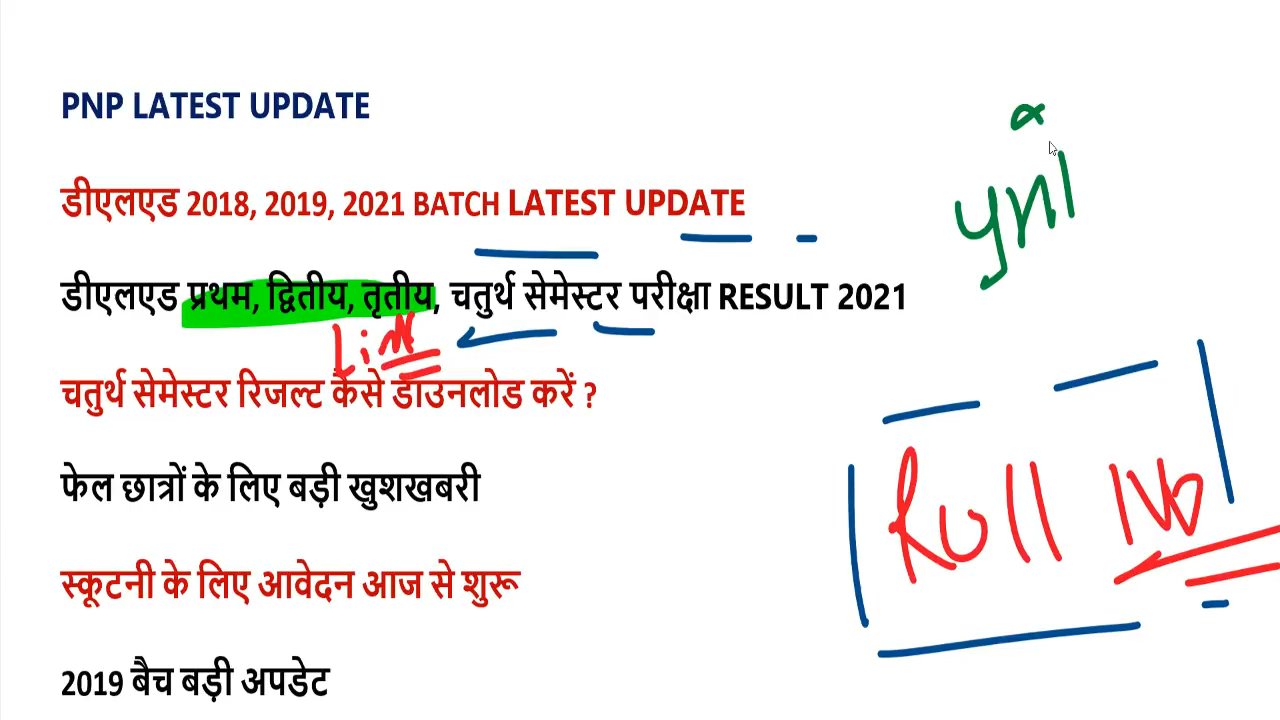 PNP LATEST UPDATE
डीएलएड 2018, 2019, 2021 BATCH LATEST UPDATE
डीएलएड प्रथम, द्वितीय, तृतीय, चतुर्थ सेमेस्टर परीक्षा RESULT 2021
चतुर्थ सेमेस्टर रिजल्ट कैसे डाउनलोड करें ?
फेल छात्रों के लिए बड़ी खुशखबरी
Roll No
स्कूटनी के लिए आवेदन आज से शुरू
2019 बैच बड़ी अपडेट